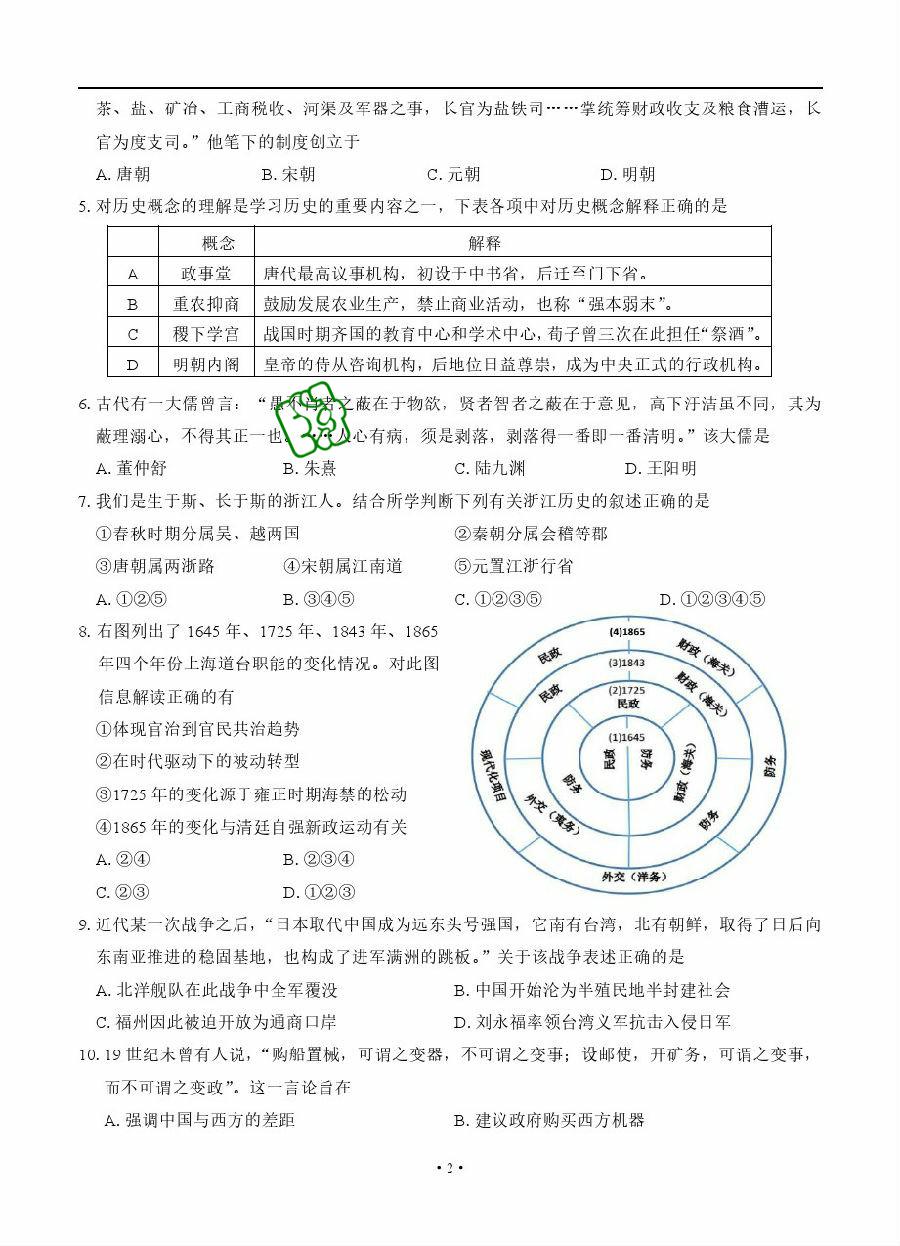 茶、盐、矿冶、工商税收、河渠及军器之事，长官为盐铁司……掌统筹财政收支及粮食漕运，长
官为度支司。”他笔下的制度创立于
A. 唐朝 B. 宋朝 C. 元朝 D. 明朝
5. 对历史概念的理解是学习历史的重要内容之一，下表各项中对历史概念解释正确的是
概念 解释
A 政事堂 唐代最高议事机构，初设于中书省，后迁至门下省。
B 重农抑商 鼓励发展农业生产，禁止商业活动，也称“强本弱末”。
C 稷下学宫 战国时期齐国的教育中心和学术中心，荀子曾三次在此担任“祭酒”。
D 明朝内阁 皇帝的侍从咨询机构，后地位日益尊崇，成为中央正式的行政机构。
6. 古代有一大儒曾言：“愚不肖者之蔽在于物欲，贤者智者之蔽在于意见，高下汙洁虽不同，其为
蔽理溺心，不得其正一也。……人心有病，须是剥落，剥落得一番即一番清明。”该大儒是
A. 董仲舒 B. 朱熹 C. 陆九渊 D. 王阳明
7. 我们是生于斯、长于斯的浙江人。结合所学判断下列有关浙江历史的叙述正确的是
①春秋时期分属吴、越两国 ②秦朝分属会稽等郡
③唐朝属两浙路 ④宋朝属江南道 ⑤元置江浙行省
A. ①②⑤ B. ③④⑤ C. ①②③⑤ D. ①②③④⑤
8. 右图列出了 1645 年、1725 年、1843 年、1865
年四个年份上海道台职能的变化情况。对此图
信息解读正确的有
①体现官治到官民共治趋势
②在时代驱动下的被动转型
③1725 年的变化源于雍正时期海禁的松动
④1865 年的变化与清廷自强新政运动有关
A. ②④ B. ②③④
C. ②③ D. ①②③
(4)1865
民政
财政（海关）
防务
外交（洋务）
现代化项目
(3)1843
民政
财政（海关）
防务
外交（夷务）
(2)1725
民政
财政（海关）
防务
(1)1645
民政
防务
9. 近代某一次战争之后，“日本取代中国成为远东头号强国，它南有台湾，北有朝鲜，取得了日后向
东南亚推进的稳固基地，也构成了进军满洲的跳板。”关于该战争表述正确的是
A. 北洋舰队在此战争中全军覆没 B. 中国开始沦为半殖民地半封建社会
C. 福州因此被迫开放为通商口岸 D. 刘永福率领台湾义军抗击入侵日军
10. 19 世纪末曾有人说，“购船置械，可谓之变器，不可谓之变事；设邮使，开矿务，可谓之变事，
而不可谓之变政”。这一言论旨在
A. 强调中国与西方的差距 B. 建议政府购买西方机器
·2·